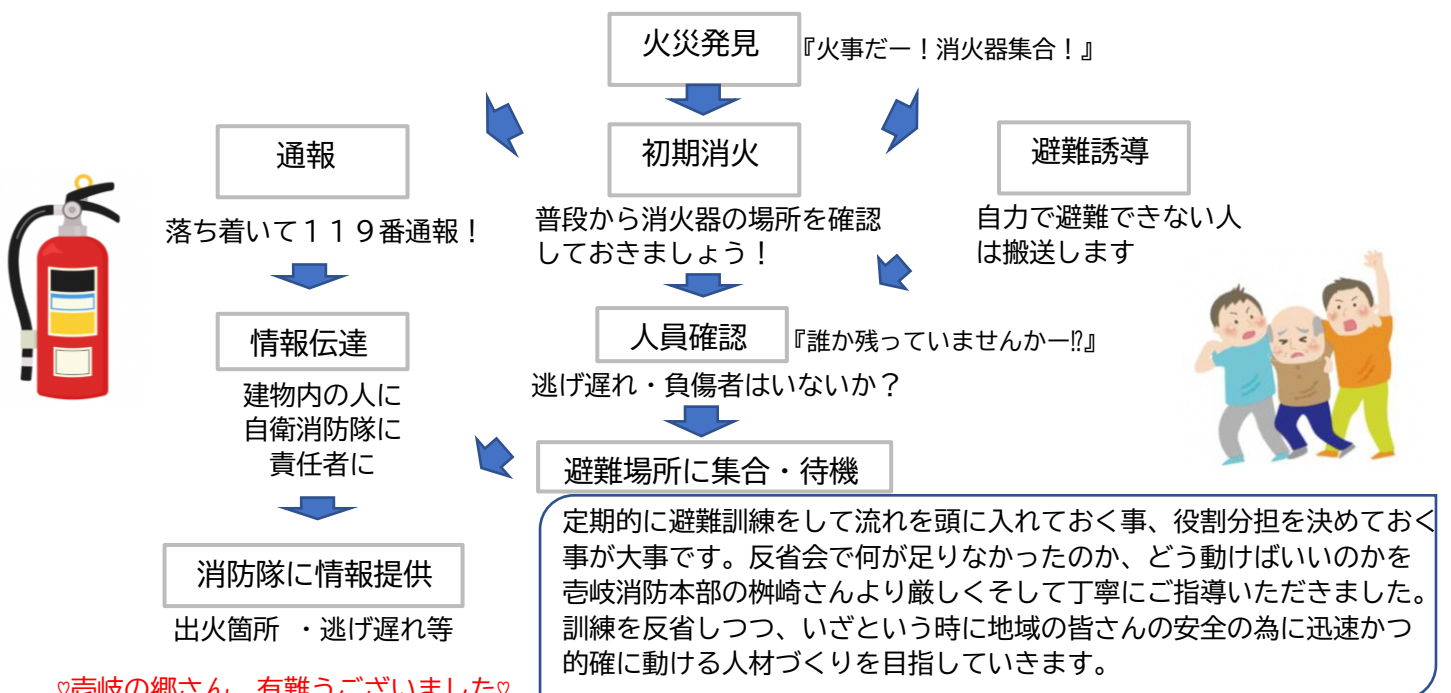 火災発見
『火事だー！消火器集合！』
通報
初期消火
避難誘導
落ち着いて１１９番通報！
普段から消火器の場所を確認
しておきましょう！
自力で避難できない人
は搬送します
情報伝達
人員確認
『誰か残っていませんかー⁉』
建物内の人に
自衛消防隊に
責任者に
逃げ遅れ・負傷者はいないか？
避難場所に集合・待機
消防隊に情報提供
出火箇所 ・逃げ遅れ等
定期的に避難訓練をして流れを頭に入れておく事、役割分担を決めておく
事が大事です。反省会で何が足りなかったのか、どう動けばいいのかを
壱岐消防本部の桝崎さんより厳しくそして丁寧にご指導いただきました。
訓練を反省しつつ、いざという時に地域の皆さんの安全の為に迅速かつ
的確に動ける人材づくりを目指していきます。
♡壱岐の郷さん、有難うございました♡